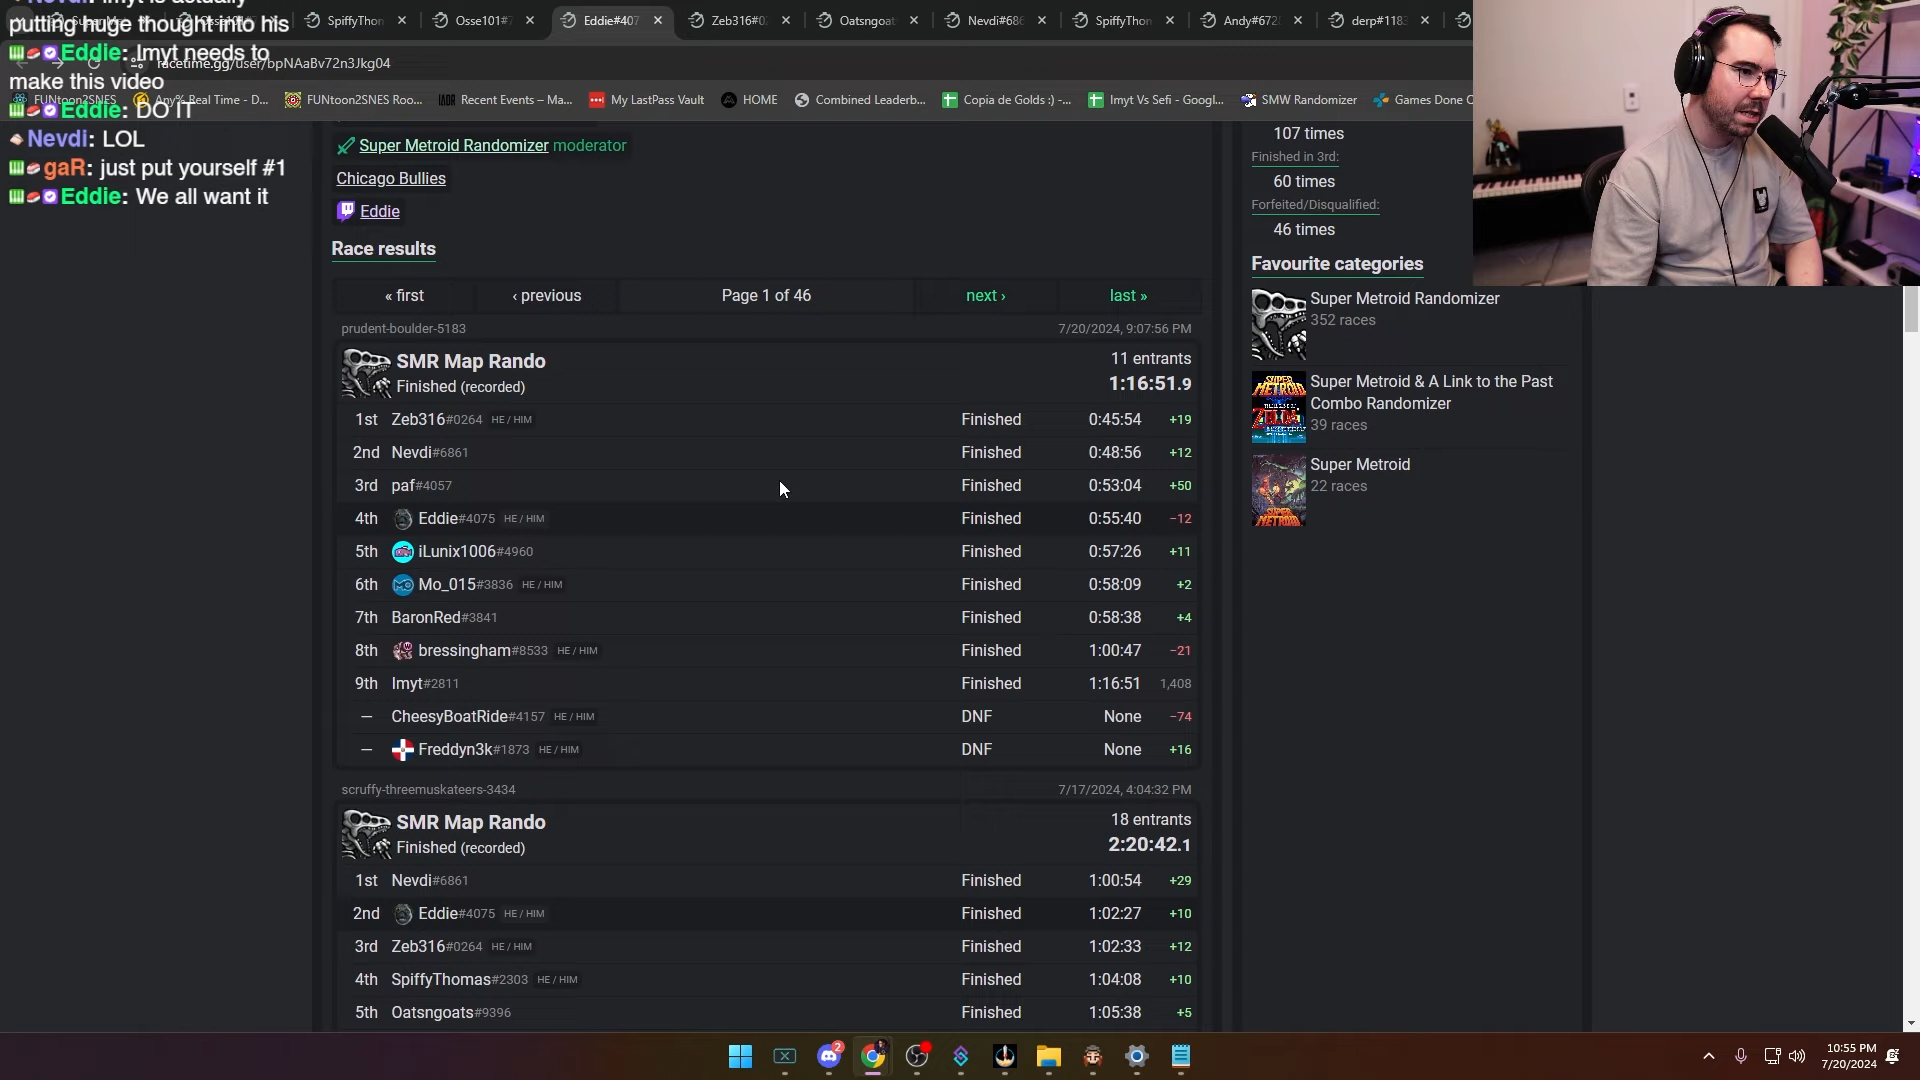 Nevdi: Imyt is actually
putting huge thought into his
Eddie: Imyt needs to
make this video
Eddie: DO IT
Nevdi: LOL
gaR: just put yourself #1
Eddie: We all want it
SpiffyThon
Osse101#
Eddie#407
Zeb316#02
Oatsngoat
Nevdi#686
SpiffyThon
Andy#672
derp#118
racetime.gg/user/bpNAaBv72n3Jkg04
FUNtoon2SNES
Any% Real Time - D...
FUNtoon2SNES Roo...
Recent Events – Ma...
My LastPass Vault
HOME
Combined Leaderb...
Copia de Golds :) -...
Imyt Vs Sefi - Googl...
SMW Randomizer
Games Done C
Super Metroid Randomizer moderator
Chicago Bullies
Eddie
Race results
« first ‹ previous Page 1 of 46 next › last »
prudent-boulder-5183 7/20/2024, 9:07:56 PM
SMR Map Rando 11 entrants
Finished (recorded) 1:16:51.9
1st Zeb316#0264 HE / HIM Finished 0:45:54 +19
2nd Nevdi#6861 Finished 0:48:56 +12
3rd paf#4057 Finished 0:53:04 +50
4th Eddie#4075 HE / HIM Finished 0:55:40 −12
5th iLunix1006#4960 Finished 0:57:26 +11
6th Mo_015#3836 HE / HIM Finished 0:58:09 +2
7th BaronRed#3841 Finished 0:58:38 +4
8th bressingham#8533 HE / HIM Finished 1:00:47 −21
9th Imyt#2811 Finished 1:16:51 1,408
— CheesyBoatRide#4157 HE / HIM DNF None −74
— Freddyn3k#1873 HE / HIM DNF None +16
scruffy-threemuskateers-3434 7/17/2024, 4:04:32 PM
SMR Map Rando 18 entrants
Finished (recorded) 2:20:42.1
1st Nevdi#6861 Finished 1:00:54 +29
2nd Eddie#4075 HE / HIM Finished 1:02:27 +10
3rd Zeb316#0264 HE / HIM Finished 1:02:33 +12
4th SpiffyThomas#2303 HE / HIM Finished 1:04:08 +10
5th Oatsngoats#9396 Finished 1:05:38 +5
107 times
Finished in 3rd:
60 times
Forfeited/Disqualified:
46 times
Favourite categories
Super Metroid Randomizer
352 races
Super Metroid & A Link to the Past
Combo Randomizer
39 races
Super Metroid
22 races
2
10:55 PM
7/20/2024